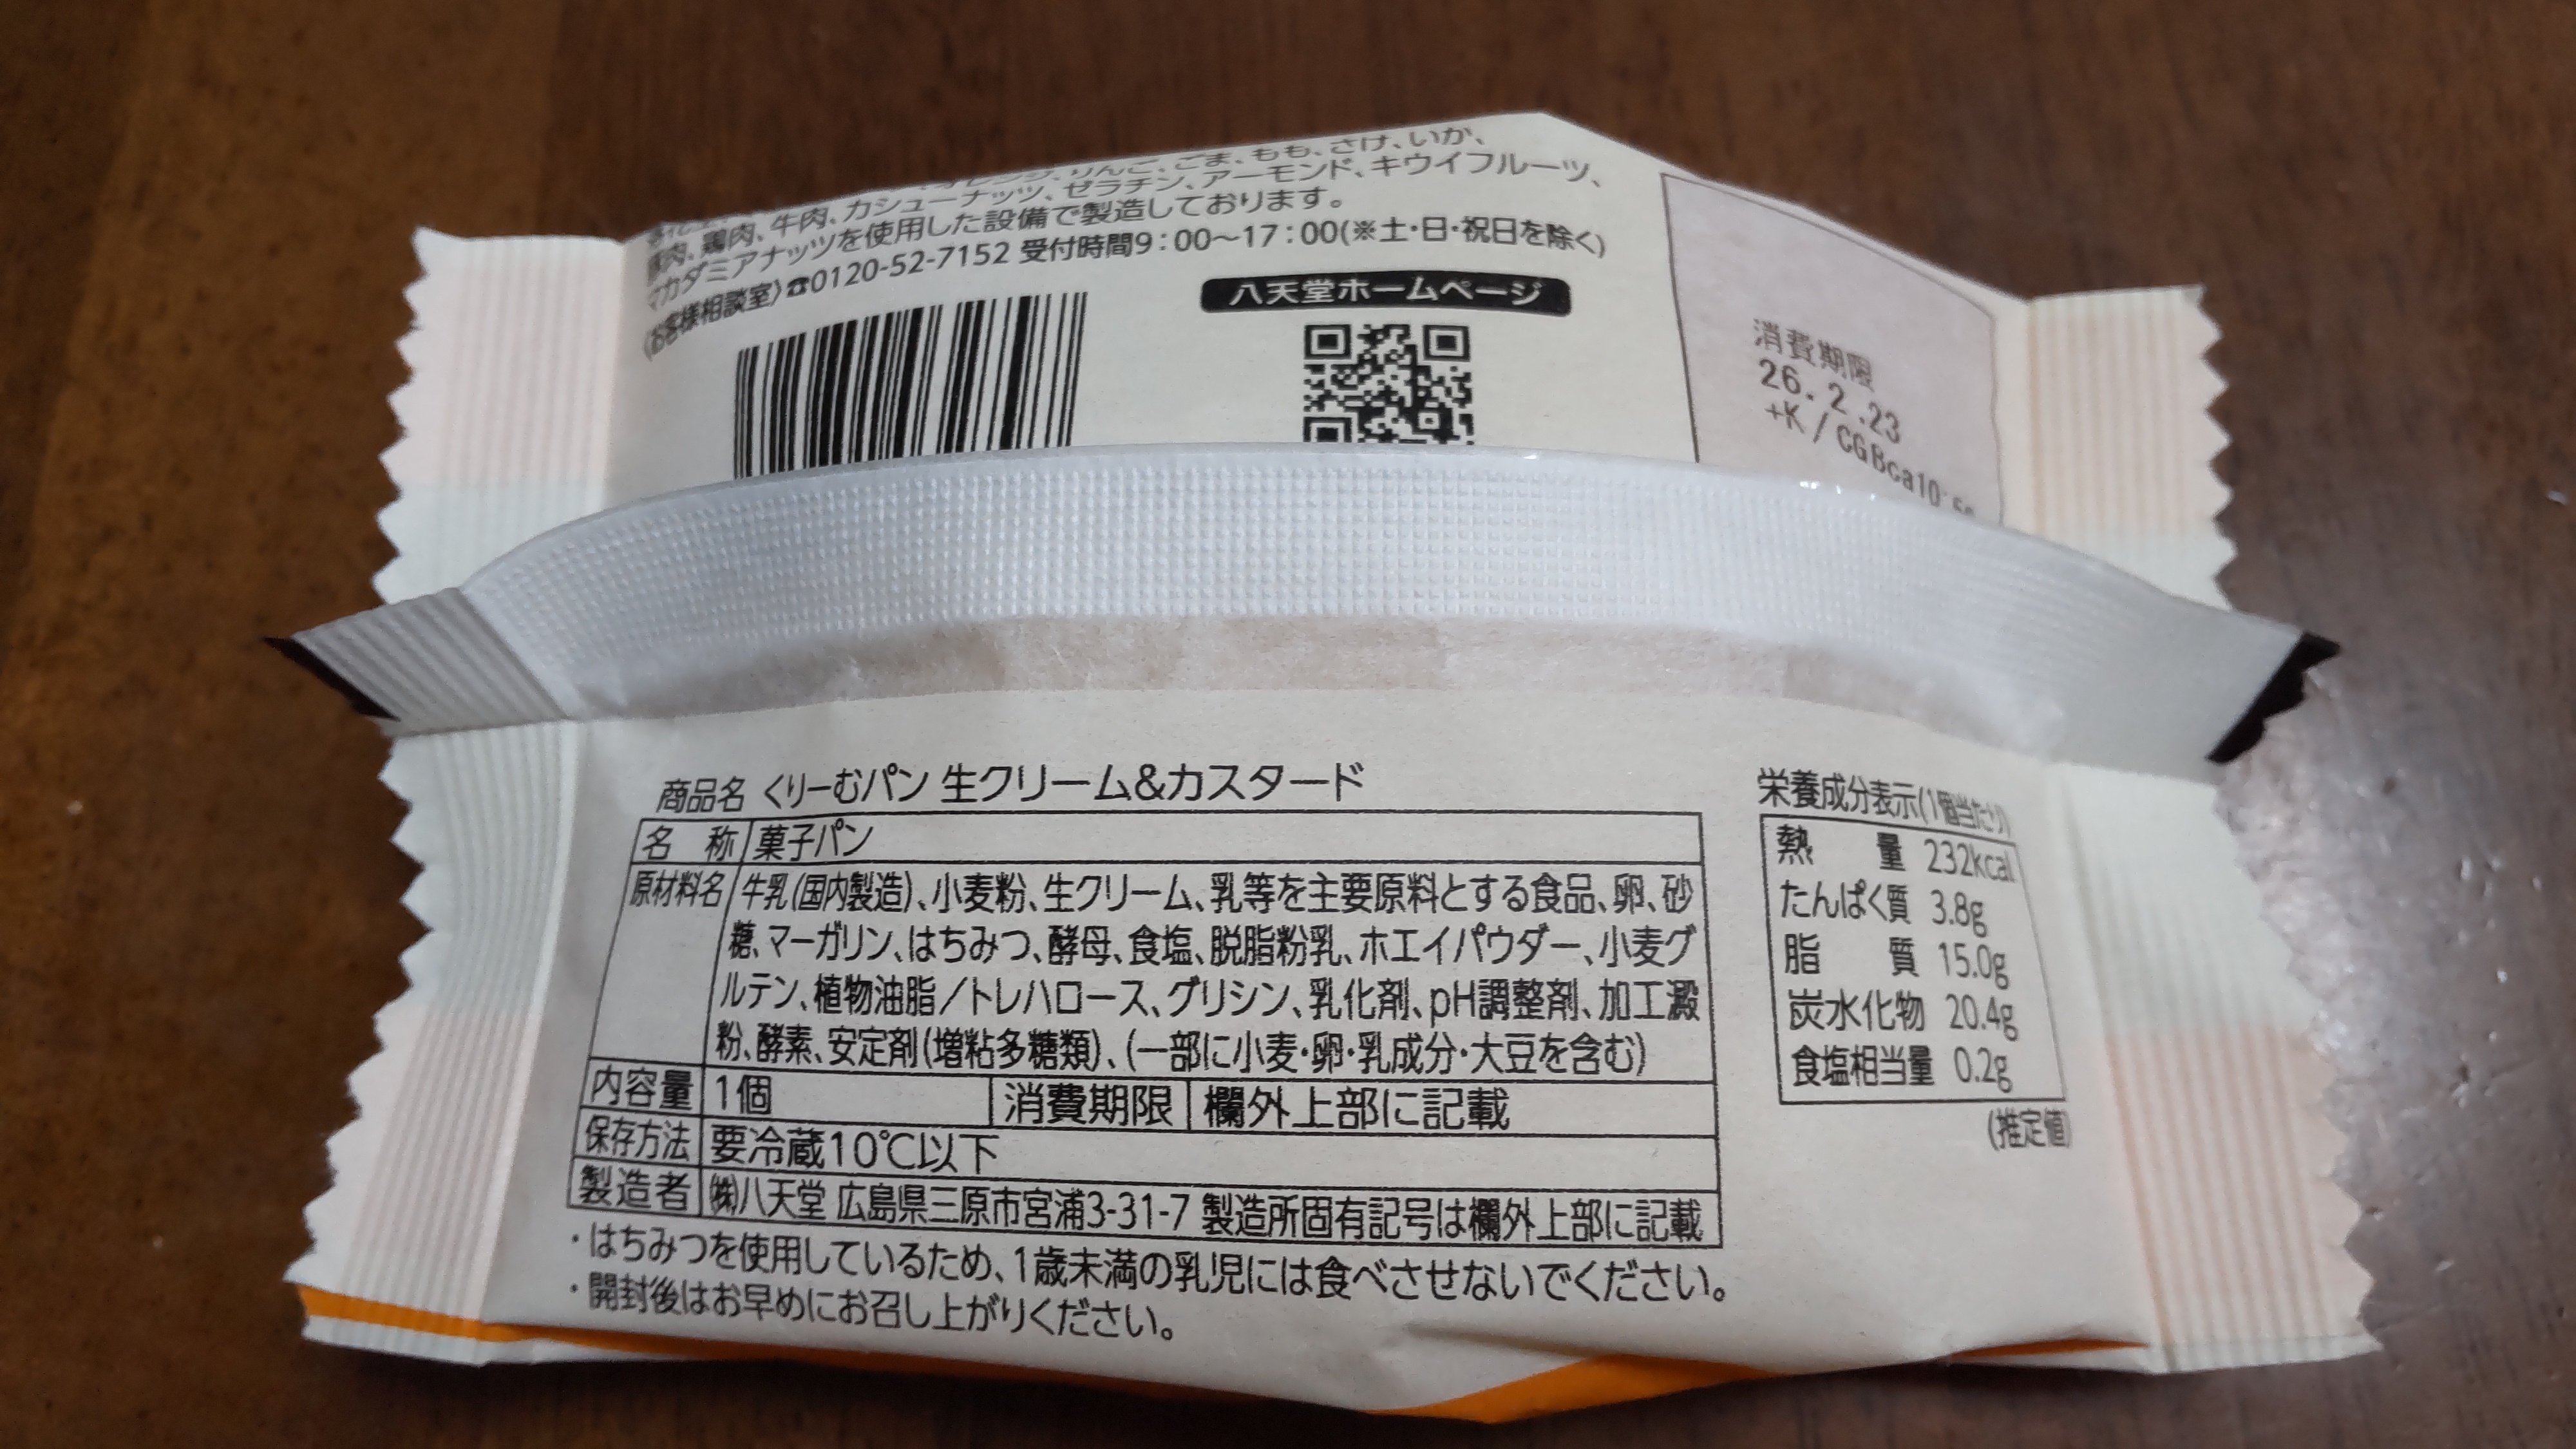 オレンジ、りんご、ごま、もも、さけ、いか、
豚肉、鶏肉、牛肉、カシューナッツ、ゼラチン、アーモンド、キウイフルーツ、
マカダミアナッツを使用した設備で製造しております。
〈お客様相談室〉☎0120-52-7152 受付時間9:00〜17:00(※土・日・祝日を除く)
八天堂ホームページ
消費期限
26.2.23
+K/CGBca10
商品名 くりーむパン 生クリーム&カスタード
名 称 菓子パン
原材料名 牛乳(国内製造)、小麦粉、生クリーム、乳等を主要原料とする食品、卵、砂
糖、マーガリン、はちみつ、酵母、食塩、脱脂粉乳、ホエイパウダー、小麦グ
ルテン、植物油脂/トレハロース、グリシン、乳化剤、pH調整剤、加工澱
粉、酵素、安定剤(増粘多糖類)、(一部に小麦・卵・乳成分・大豆を含む)
内容量 1個 消費期限 欄外上部に記載
保存方法 要冷蔵10℃以下
製造者 ㈱八天堂 広島県三原市宮浦3-31-7 製造所固有記号は欄外上部に記載
・はちみつを使用しているため、1歳未満の乳児には食べさせないでください。
・開封後はお早めにお召し上がりください。
栄養成分表示(1個当たり)
熱 量 232kcal
たんぱく質 3.8g
脂 質 15.0g
炭水化物 20.4g
食塩相当量 0.2g
(推定値)